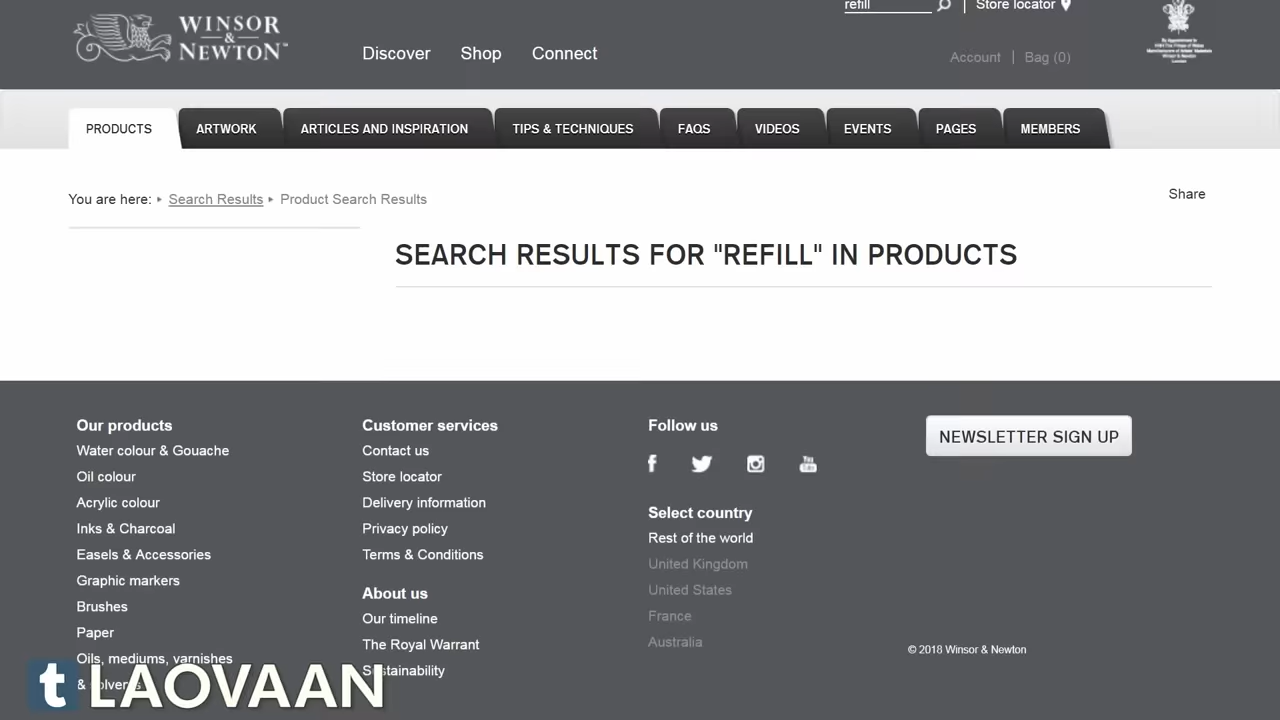 refill
Store locator
WINSOR
&
NEWTON™
Discover
Shop
Connect
Account | Bag (0)
PRODUCTS
ARTWORK
ARTICLES AND INSPIRATION
TIPS & TECHNIQUES
FAQS
VIDEOS
EVENTS
PAGES
MEMBERS
You are here: ▸ Search Results ▸ Product Search Results
Share
SEARCH RESULTS FOR "REFILL" IN PRODUCTS
Our products
Water colour & Gouache
Oil colour
Acrylic colour
Inks & Charcoal
Easels & Accessories
Graphic markers
Brushes
Paper
Oils, mediums, varnishes
& solvents
Customer services
Contact us
Store locator
Delivery information
Privacy policy
Terms & Conditions
About us
Our timeline
The Royal Warrant
Sustainability
Follow us
Select country
Rest of the world
United Kingdom
United States
France
Australia
NEWSLETTER SIGN UP
© 2018 Winsor & Newton
t LAOVAAN